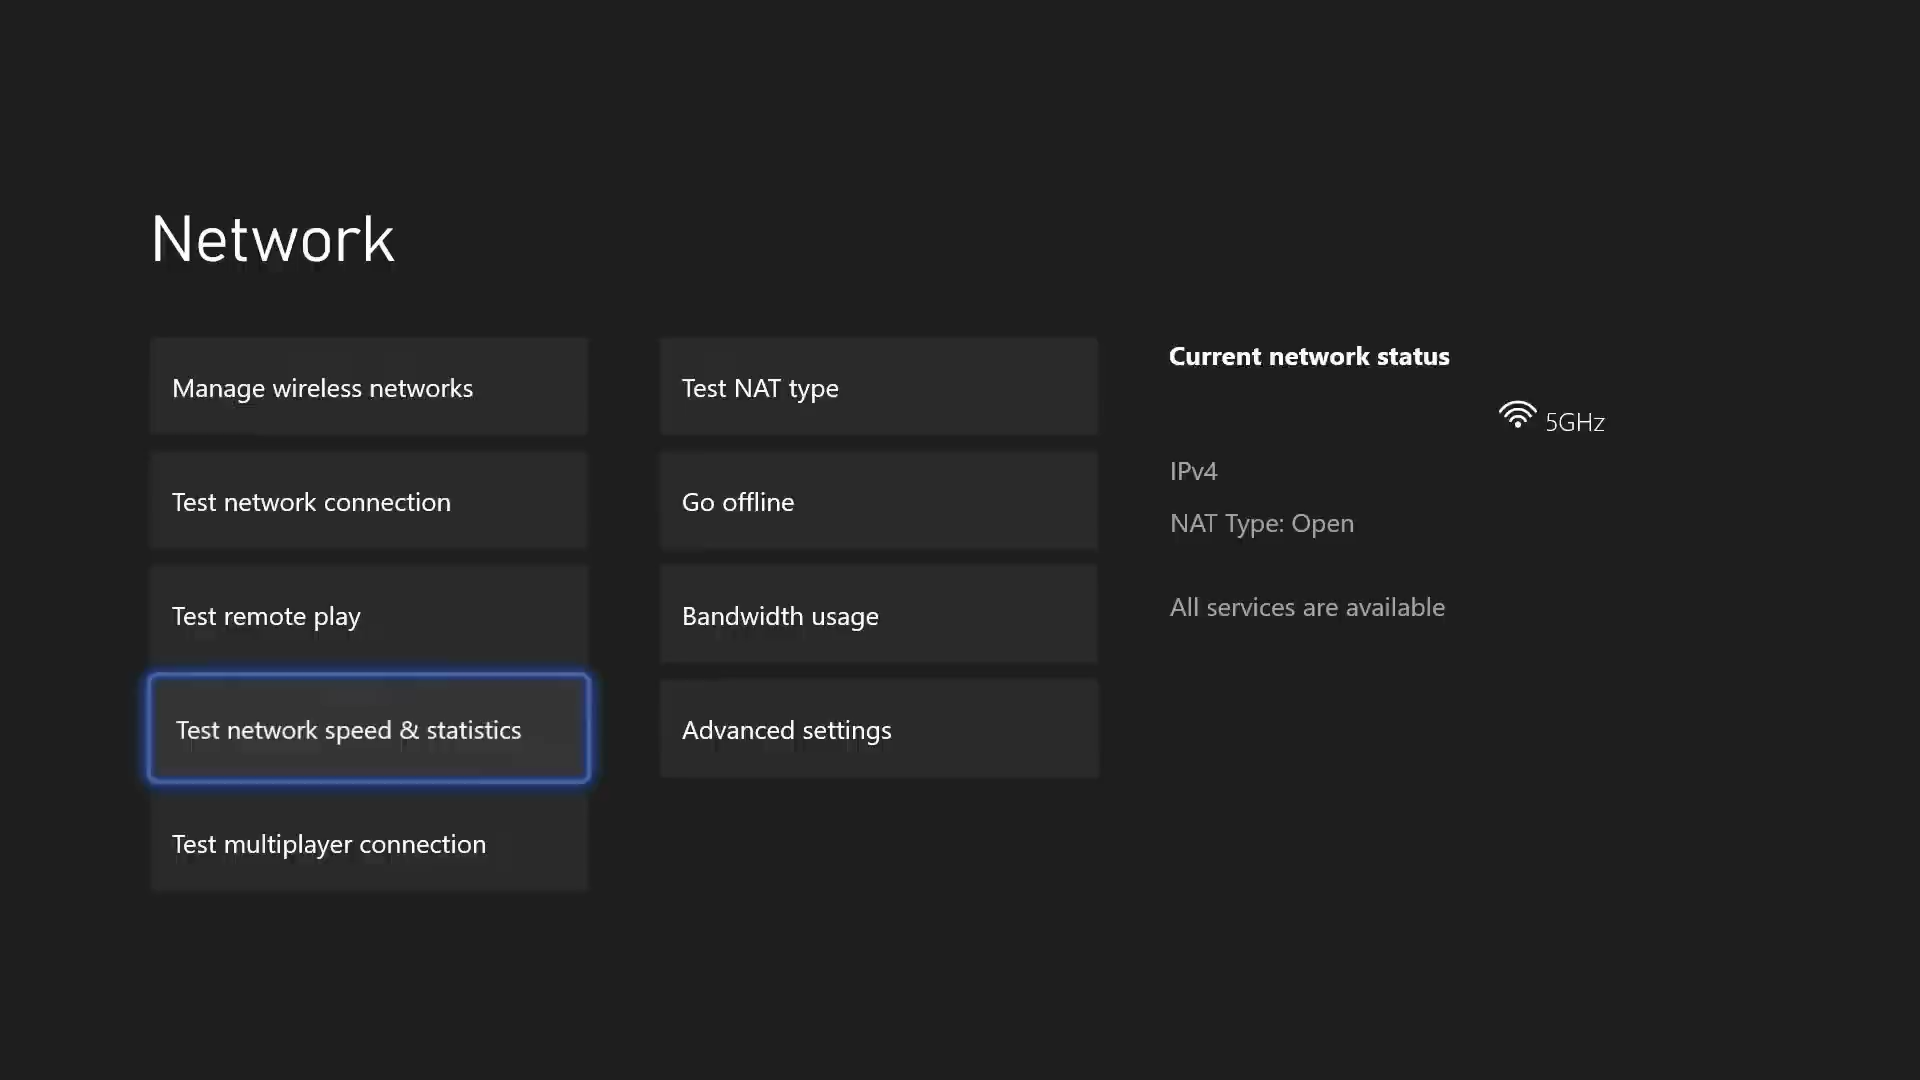 Network
Manage wireless networks
Test network connection
Test remote play
Test network speed & statistics
Test multiplayer connection
Test NAT type
Go offline
Bandwidth usage
Advanced settings
Current network status
5GHz
IPv4
NAT Type: Open
All services are available